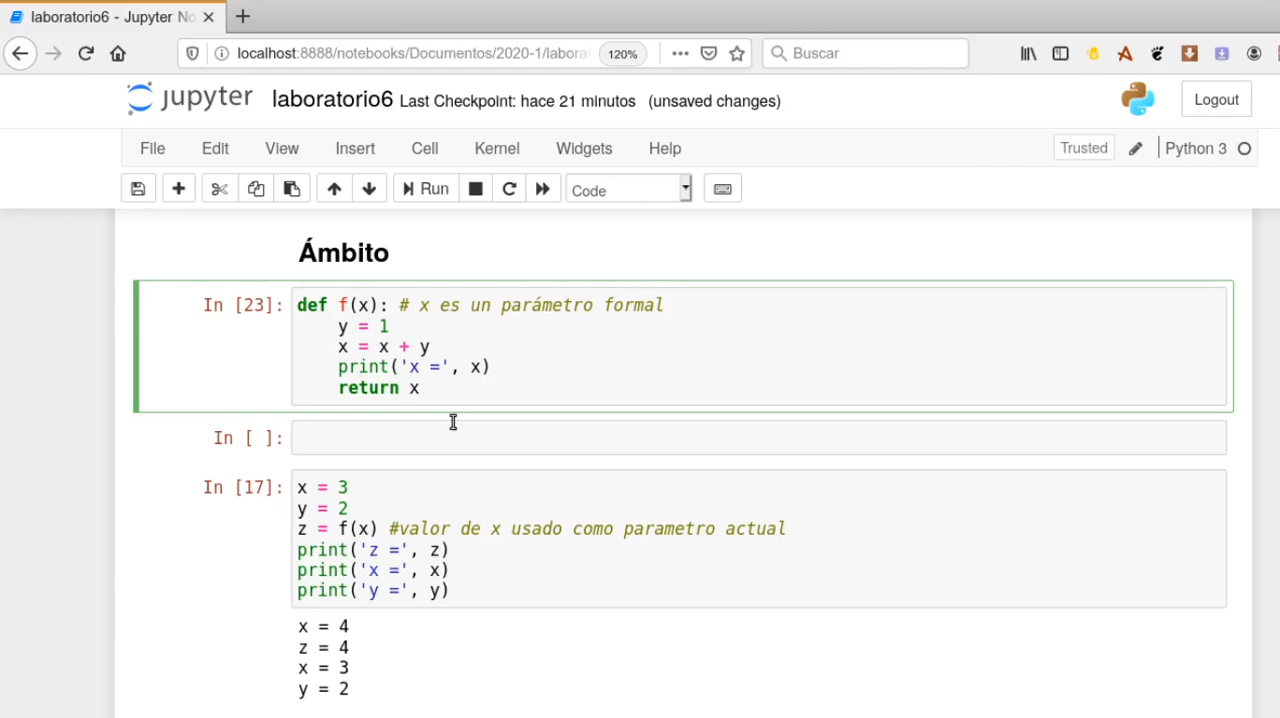 laboratorio6 - Jupyter No
localhost:8888/notebooks/Documentos/2020-1/labora
120%
Buscar
jupyter
laboratorio6 Last Checkpoint: hace 21 minutos (unsaved changes)
Logout
File Edit View Insert Cell Kernel Widgets Help
Trusted
Python 3
Run
Code
Ámbito
In [23]:
def f(x): # x es un parámetro formal
    y = 1
    x = x + y
    print('x =', x)
    return x
In [ ]:
In [17]:
x = 3
y = 2
z = f(x) #valor de x usado como parametro actual
print('z =', z)
print('x =', x)
print('y =', y)
x = 4
z = 4
x = 3
y = 2